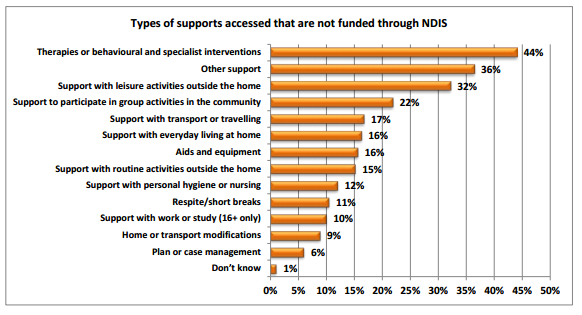 Types of supports accessed that are not funded through NDIS
Therapies or behavioural and specialist interventions 44%
Other support 36%
Support with leisure activities outside the home 32%
Support to participate in group activities in the community 22%
Support with transport or travelling 17%
Support with everyday living at home 16%
Aids and equipment 16%
Support with routine activities outside the home 15%
Support with personal hygiene or nursing 12%
Respite/short breaks 11%
Support with work or study (16+ only) 10%
Home or transport modifications 9%
Plan or case management 6%
Don't know 1%
0% 5% 10% 15% 20% 25% 30% 35% 40% 45% 50%